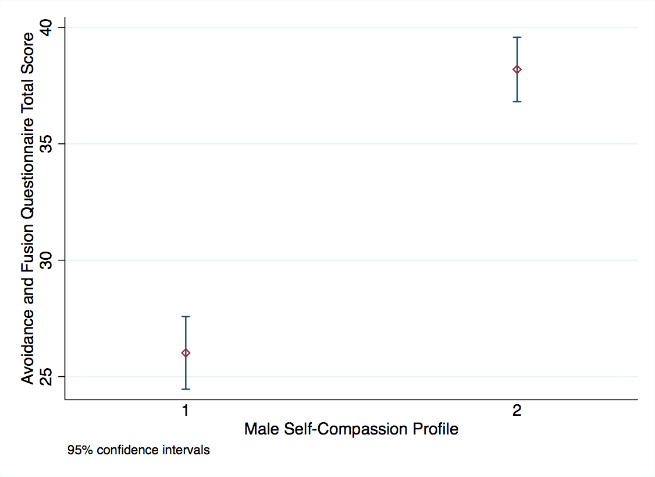 Avoidance and Fusion Questionnaire Total Score
40
35
30
25
1 2
Male Self-Compassion Profile
95% confidence intervals